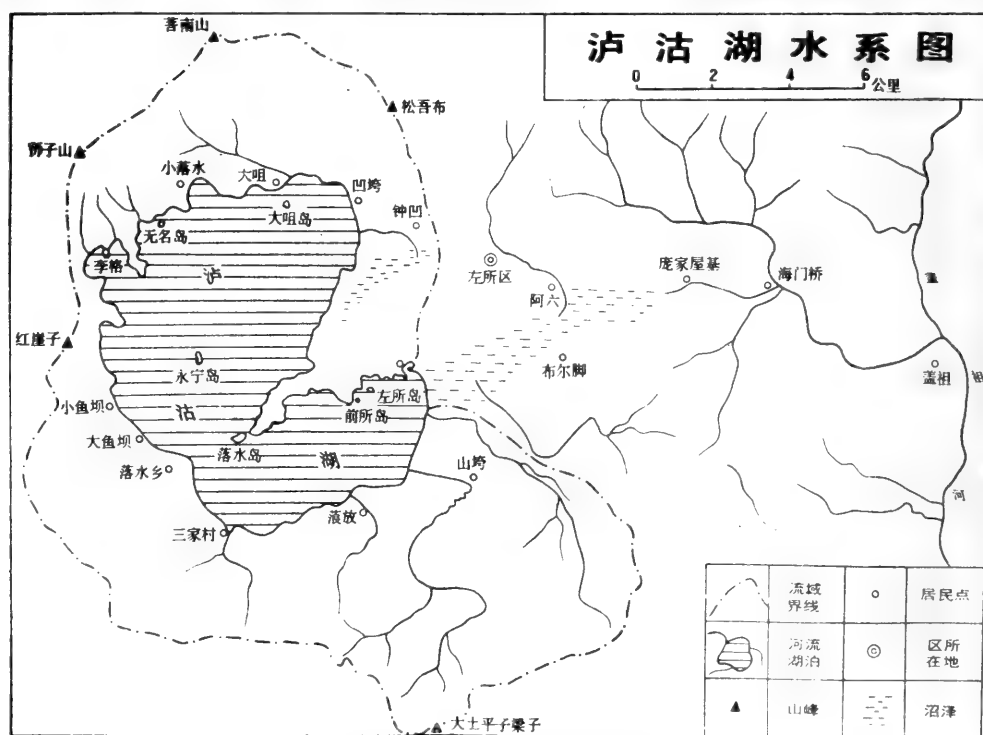 泸沽湖水系图
0 2 4 6公里
菩南山
松吾布
狮子山
小落水
大咀
凹垮
钟凹
大咀岛
无名岛
李格
泸
左所区
庞家屋基
海门桥
阿六
红崖子
永宁岛
布尔脚
盖祖
祖
小鱼坝
沽
左所岛
前所岛
大鱼坝
落水岛
湖
落水乡
山垮
河
三家村
流域
界线
居民点
河流
湖泊
区所
在地
山峰
沼泽
大土平子梁子